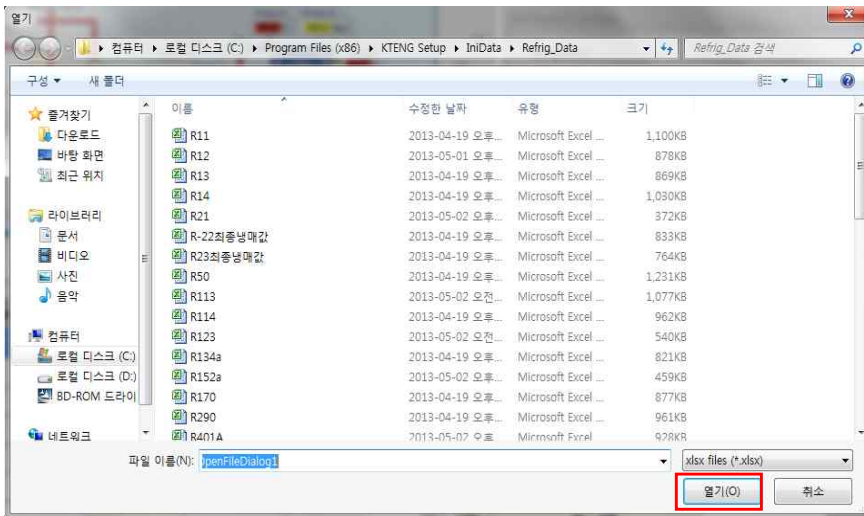 열기
컴퓨터 ▸ 로컬 디스크 (C:) ▸ Program Files (x86) ▸ KTENG Setup ▸ IniData ▸ Refrig_Data
Refrig_Data 검색
구성 새 폴더
이름 수정한 날짜 유형 크기
즐겨찾기
다운로드
바탕 화면
최근 위치
라이브러리
문서
비디오
사진
음악
컴퓨터
로컬 디스크 (C:)
로컬 디스크 (D:)
BD-ROM 드라이
네트워크
R11 2013-04-19 오후... Microsoft Excel ... 1,100KB
R12 2013-05-01 오후... Microsoft Excel ... 878KB
R13 2013-04-19 오후... Microsoft Excel ... 869KB
R14 2013-04-19 오후... Microsoft Excel ... 1,030KB
R21 2013-05-02 오후... Microsoft Excel ... 372KB
R-22최종냉매값 2013-04-19 오후... Microsoft Excel ... 833KB
R23최종냉매값 2013-04-19 오후... Microsoft Excel ... 764KB
R50 2013-04-19 오후... Microsoft Excel ... 1,231KB
R113 2013-05-02 오전... Microsoft Excel ... 1,077KB
R114 2013-04-19 오후... Microsoft Excel ... 962KB
R123 2013-05-02 오전... Microsoft Excel ... 540KB
R134a 2013-04-19 오후... Microsoft Excel ... 821KB
R152a 2013-05-02 오후... Microsoft Excel ... 459KB
R170 2013-04-19 오후... Microsoft Excel ... 877KB
R290 2013-04-19 오후... Microsoft Excel ... 961KB
R401A 2013-05-02 오후 Microsoft Excel 928KB
파일 이름(N): OpenFileDialog1 xlsx files (*.xlsx)
열기(O) 취소